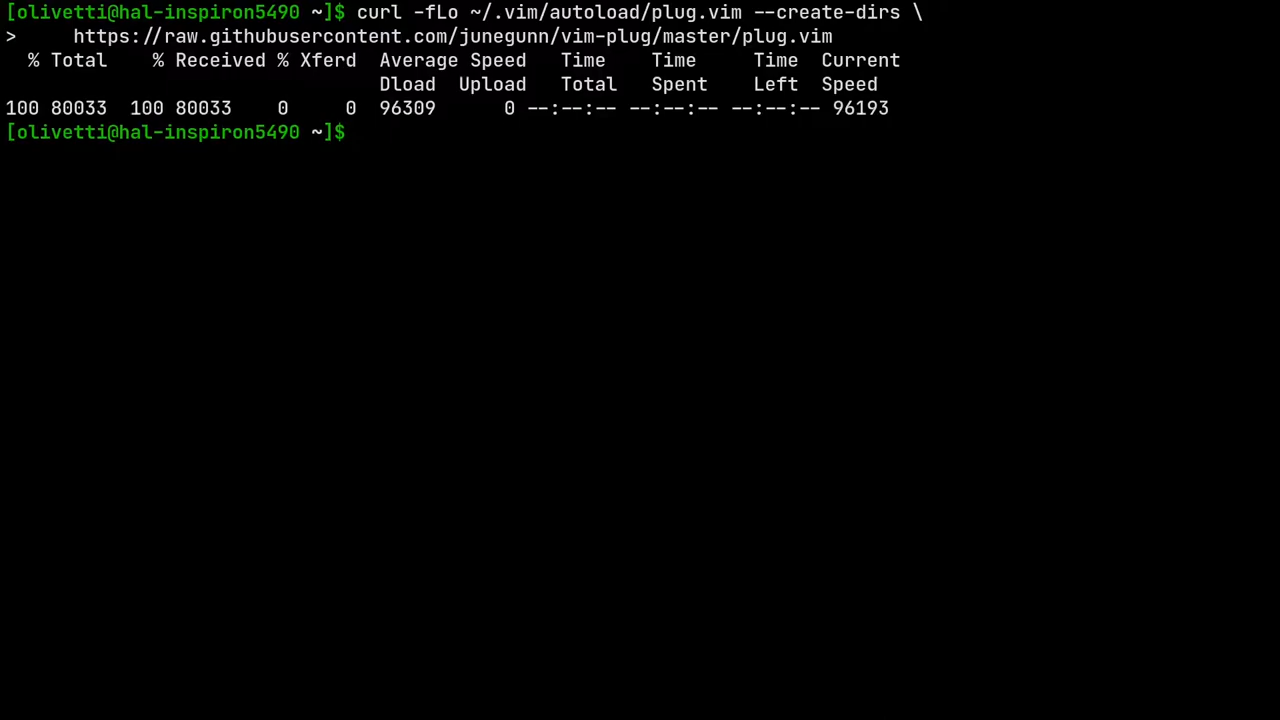 [olivetti@hal-inspiron5490 ~]$ curl -fLo ~/.vim/autoload/plug.vim --create-dirs \
>     https://raw.githubusercontent.com/junegunn/vim-plug/master/plug.vim
  % Total    % Received % Xferd  Average Speed   Time    Time     Time  Current
                                 Dload  Upload   Total   Spent    Left  Speed
100 80033  100 80033    0     0  96309      0 --:--:-- --:--:-- --:--:-- 96193
[olivetti@hal-inspiron5490 ~]$